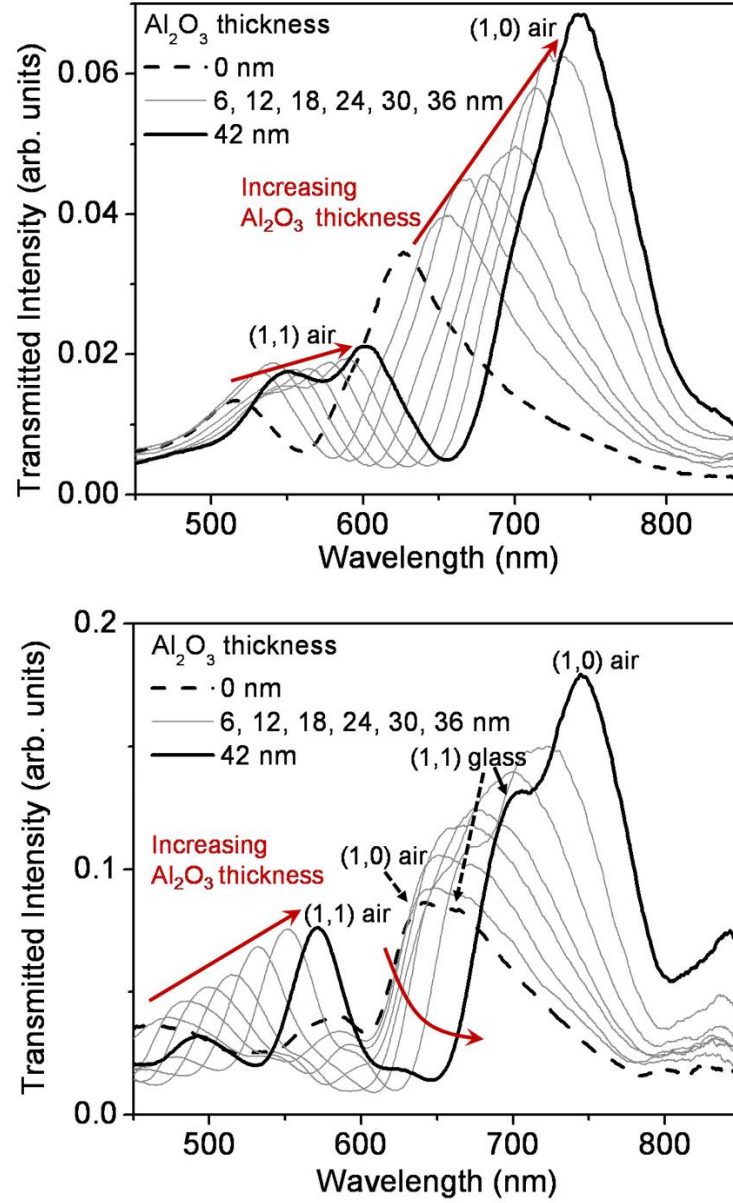 Al₂O₃ thickness
0 nm
6, 12, 18, 24, 30, 36 nm
42 nm
(1,0) air
Increasing
Al₂O₃ thickness
(1,1) air
Transmitted Intensity (arb. units)
0.06
0.04
0.02
0.00
500 600 700 800
Wavelength (nm)
Al₂O₃ thickness
0 nm
6, 12, 18, 24, 30, 36 nm
42 nm
(1,0) air
(1,1) glass
(1,0) air
Increasing
Al₂O₃ thickness
(1,1) air
Transmitted Intensity (arb. units)
0.2
0.1
0.0
500 600 700 800
Wavelength (nm)